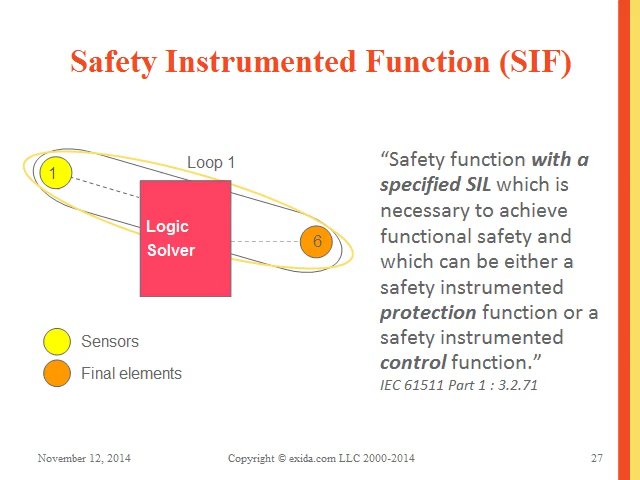 Safety Instrumented Function (SIF)
Loop 1
1
Logic
Solver
6
Sensors
Final elements
“Safety function with a
specified SIL which is
necessary to achieve
functional safety and
which can be either a
safety instrumented
protection function or a
safety instrumented
control function.”
IEC 61511 Part 1 : 3.2.71
November 12, 2014
Copyright © exida.com LLC 2000-2014
27